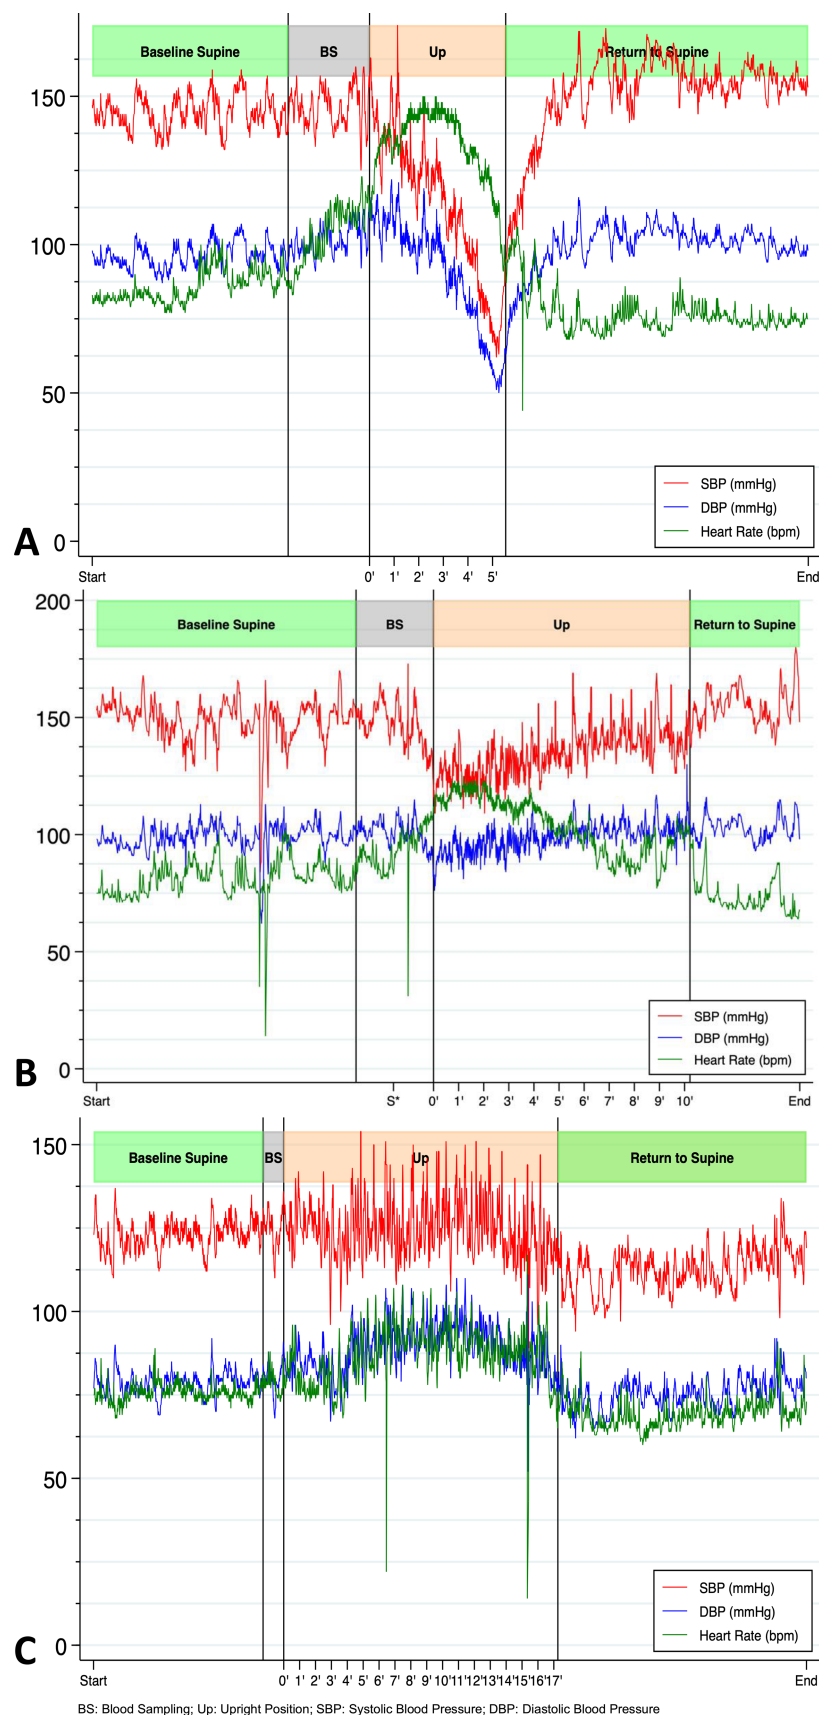 Baseline Supine BS Up Return to Supine
150
100
50
0
SBP (mmHg)
DBP (mmHg)
Heart Rate (bpm)
A
Start 0' 1' 2' 3' 4' 5' End
200
Baseline Supine BS Up Return to Supine
150
100
50
0
SBP (mmHg)
DBP (mmHg)
Heart Rate (bpm)
B
Start S* 0' 1' 2' 3' 4' 5' 6' 7' 8' 9' 10' End
150
Baseline Supine BS Up Return to Supine
100
50
0
SBP (mmHg)
DBP (mmHg)
Heart Rate (bpm)
C
Start 0' 1' 2' 3' 4' 5' 6' 7' 8' 9' 10' 11' 12' 13' 14' 15' 16' 17' End
BS: Blood Sampling; Up: Upright Position; SBP: Systolic Blood Pressure; DBP: Diastolic Blood Pressure